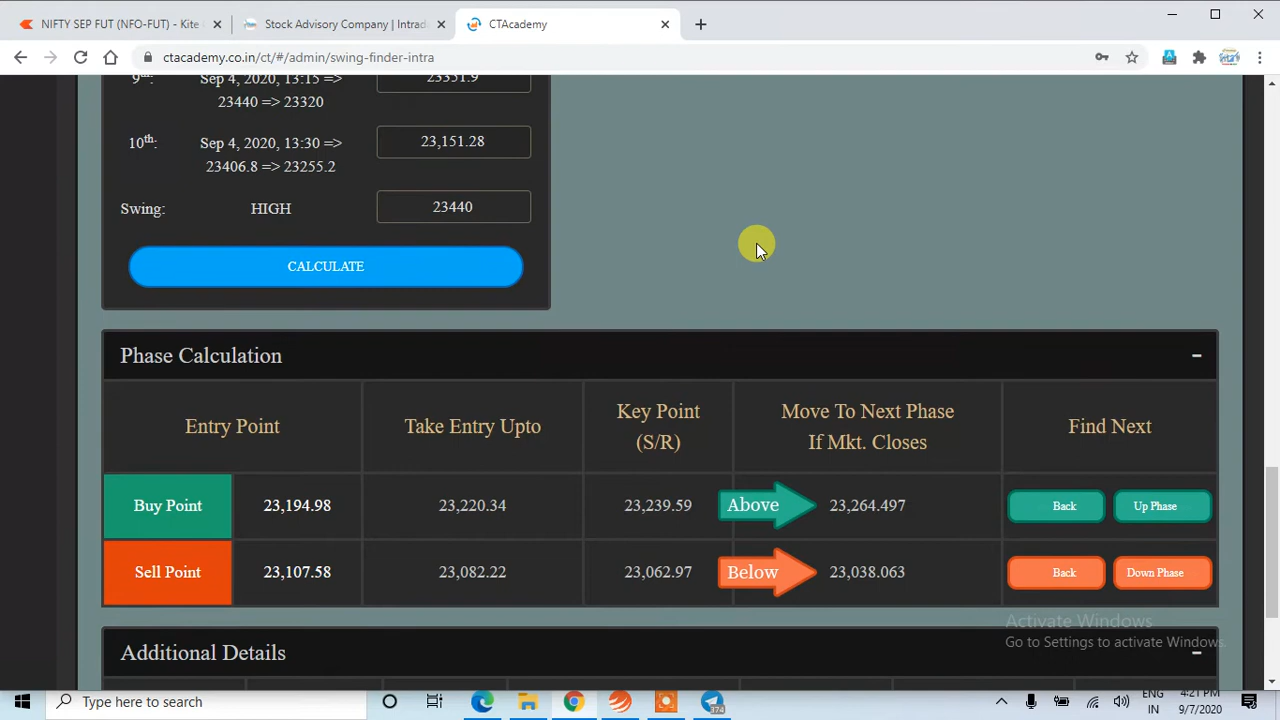 NIFTY SEP FUT (NFO-FUT) - Kite
Stock Advisory Company | Intrad
CTAcademy
ctacademy.co.in/ct/#/admin/swing-finder-intra
9th: Sep 4, 2020, 13:15 => 23351.9
23440 => 23320
10th: Sep 4, 2020, 13:30 => 23,151.28
23406.8 => 23255.2
Swing: HIGH 23440
CALCULATE
Phase Calculation
Entry Point Take Entry Upto Key Point Move To Next Phase Find Next
(S/R) If Mkt. Closes
Buy Point 23,194.98 23,220.34 23,239.59 Above 23,264.497 Back Up Phase
Sell Point 23,107.58 23,082.22 23,062.97 Below 23,038.063 Back Down Phase
Activate Windows
Go to Settings to activate Windows.
Additional Details
Type here to search
174
ENG 4:21 PM
IN 9/7/2020